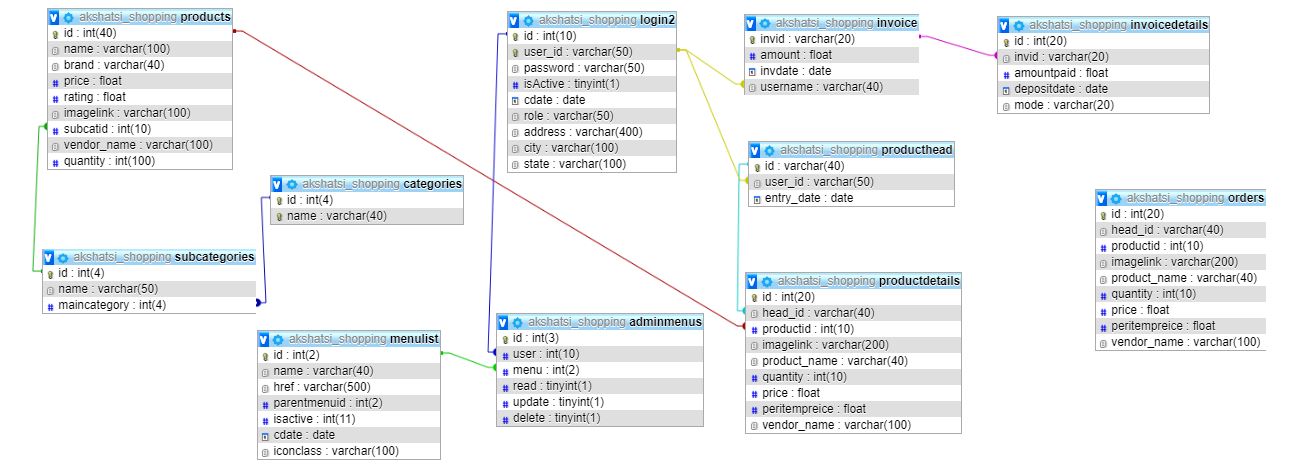 akshatsi_shopping products
id : int(40)
name : varchar(100)
brand : varchar(40)
price : float
rating : float
imagelink : varchar(100)
subcatid : int(10)
vendor_name : varchar(100)
quantity : int(100)
akshatsi_shopping login2
id : int(10)
user_id : varchar(50)
password : varchar(50)
isActive : tinyint(1)
cdate : date
role : varchar(50)
address : varchar(400)
city : varchar(100)
state : varchar(100)
akshatsi_shopping invoice
invid : varchar(20)
amount : float
invdate : date
username : varchar(40)
akshatsi_shopping invoicedetails
id : int(20)
invid : varchar(20)
amountpaid : float
depositdate : date
mode : varchar(20)
akshatsi_shopping categories
id : int(4)
name : varchar(40)
akshatsi_shopping producthead
id : varchar(40)
user_id : varchar(50)
entry_date : date
akshatsi_shopping orders
id : int(20)
head_id : varchar(40)
productid : int(10)
imagelink : varchar(200)
product_name : varchar(40)
quantity : int(10)
price : float
peritempreice : float
vendor_name : varchar(100)
akshatsi_shopping subcategories
id : int(4)
name : varchar(50)
maincategory : int(4)
akshatsi_shopping productdetails
id : int(20)
head_id : varchar(40)
productid : int(10)
imagelink : varchar(200)
product_name : varchar(40)
quantity : int(10)
price : float
peritempreice : float
vendor_name : varchar(100)
akshatsi_shopping menulist
id : int(2)
name : varchar(40)
href : varchar(500)
parentmenuid : int(2)
isactive : int(11)
cdate : date
iconclass : varchar(100)
akshatsi_shopping adminmenus
id : int(3)
user : int(10)
menu : int(2)
read : tinyint(1)
update : tinyint(1)
delete : tinyint(1)